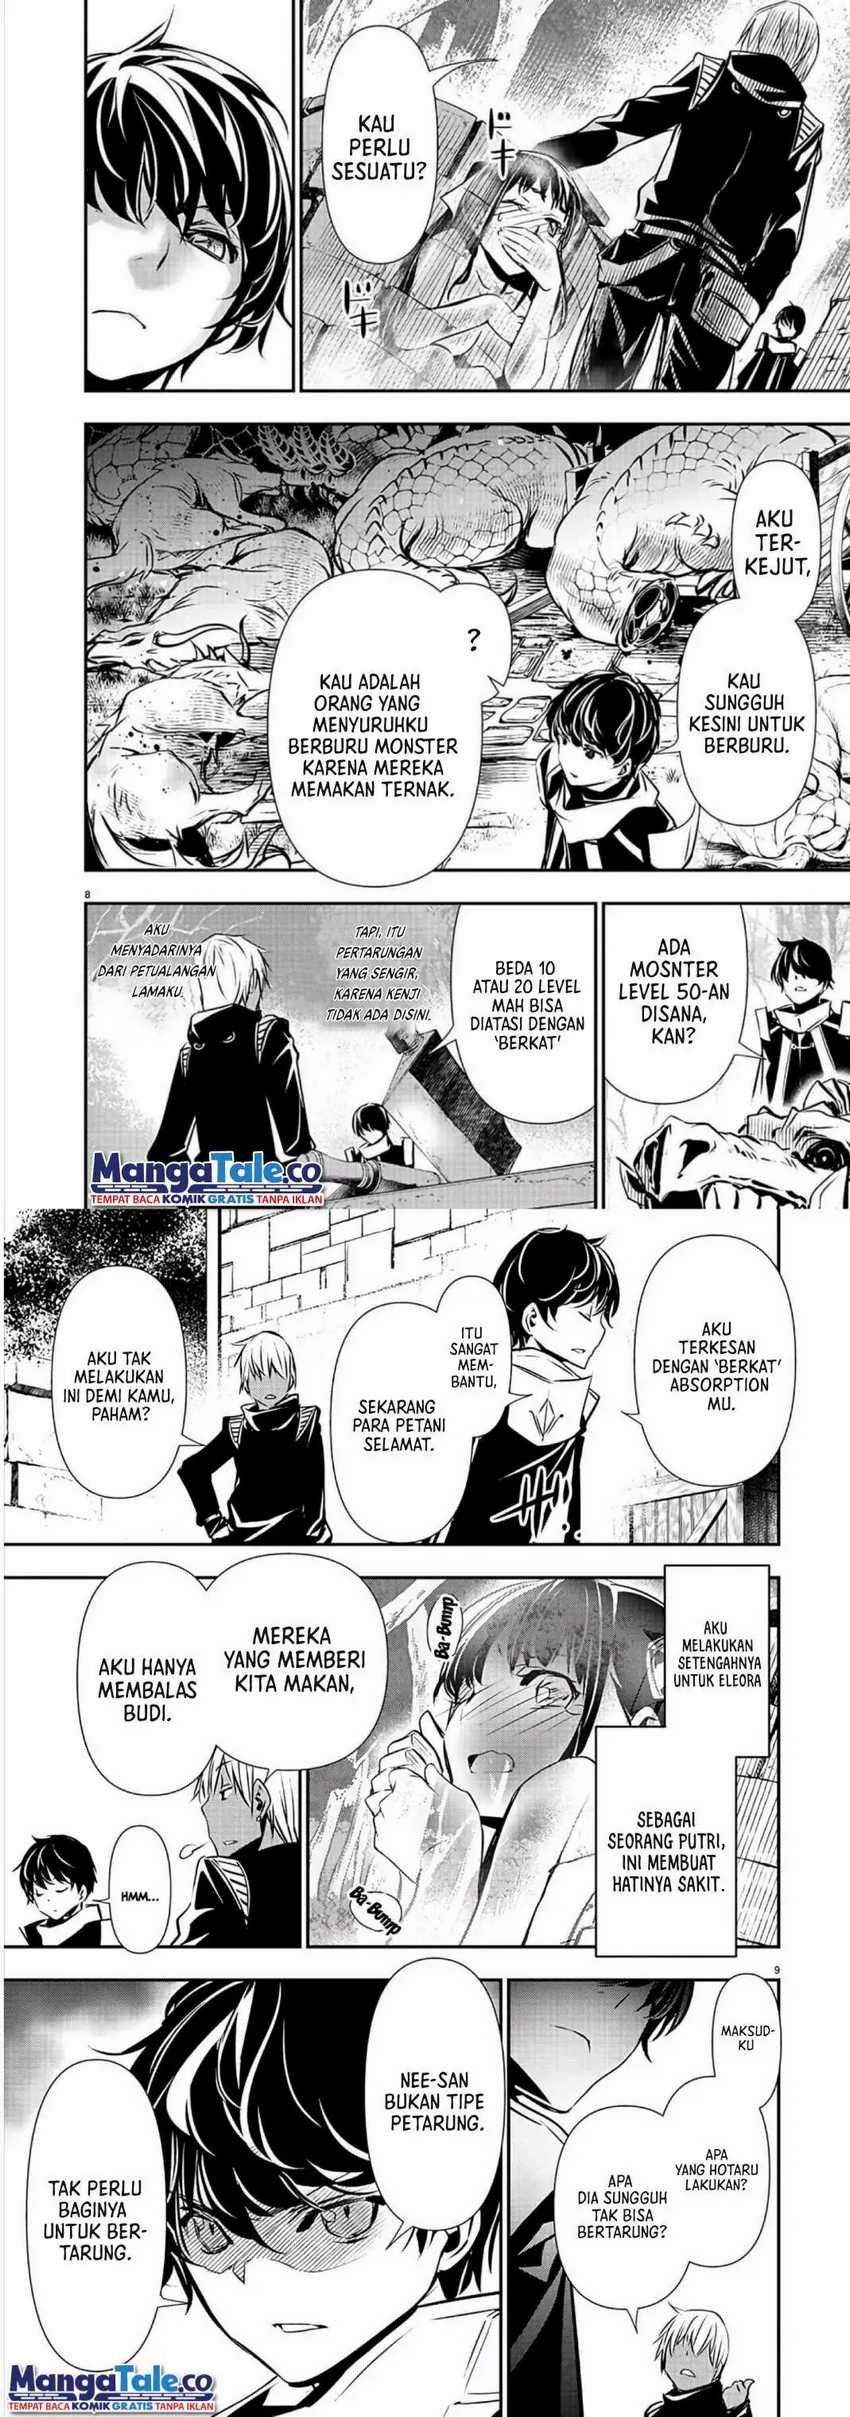 KAU
PERLU
SESUATU?
ドキ
ドキ
AKU
TER-
KEJUT,
KAU
SUNGGUH
KESINI UNTUK
BERBURU.
?
KAU ADALAH
ORANG YANG
MENYURUHKU
BERBURU MONSTER
KARENA MEREKA
MEMAKAN TERNAK.
8
ADA
MOSNTER
LEVEL 50-AN
DISANA,
KAN?
BEDA 10
ATAU 20 LEVEL
MAH BISA
DIATASI DENGAN
'BERKAT'
TAPI, ITU
PERTARUNGAN
YANG SENGIR,
KARENA KENJI
TIDAK ADA DISINI.
AKU
MENYADARINYA
DARI PETUALANGAN
LAMAKU.
MANGATALE.CO
TEMPAT BACA KOMIK GRATIS TANPA IKLAN
AKU
TERKESAN
DENGAN 'BERKAT'
ABSORPTION
MU.
ITU
SANGAT
MEM-
BANTU,
SEKARANG
PARA PETANI
SELAMAT.
AKU TAK
MELAKUKAN
INI DEMI KAMU,
PAHAM?
AKU
MELAKUKAN
SETENGAHNYA
UNTUK ELEORA
SEBAGAI
SEORANG PUTRI,
INI MEMBUAT
HATINYA SAKIT.
Ba-Bump
Ba-Bump
MEREKA
YANG MEMBERI
KITA MAKAN,
AKU HANYA
MEMBALAS
BUDI.
HMM...
9
MAKSUD-
KU
APA
YANG HOTARU
LAKUKAN?
APA
DIA SUNGGUH
TAK BISA
BERTARUNG?
NEE-SAN
BUKAN TIPE
PETARUNG.
TAK PERLU
BAGINYA
UNTUK BER-
TARUNG.
MANGATALE.CO
TEMPAT BACA KOMIK GRATIS TANPA IKLAN